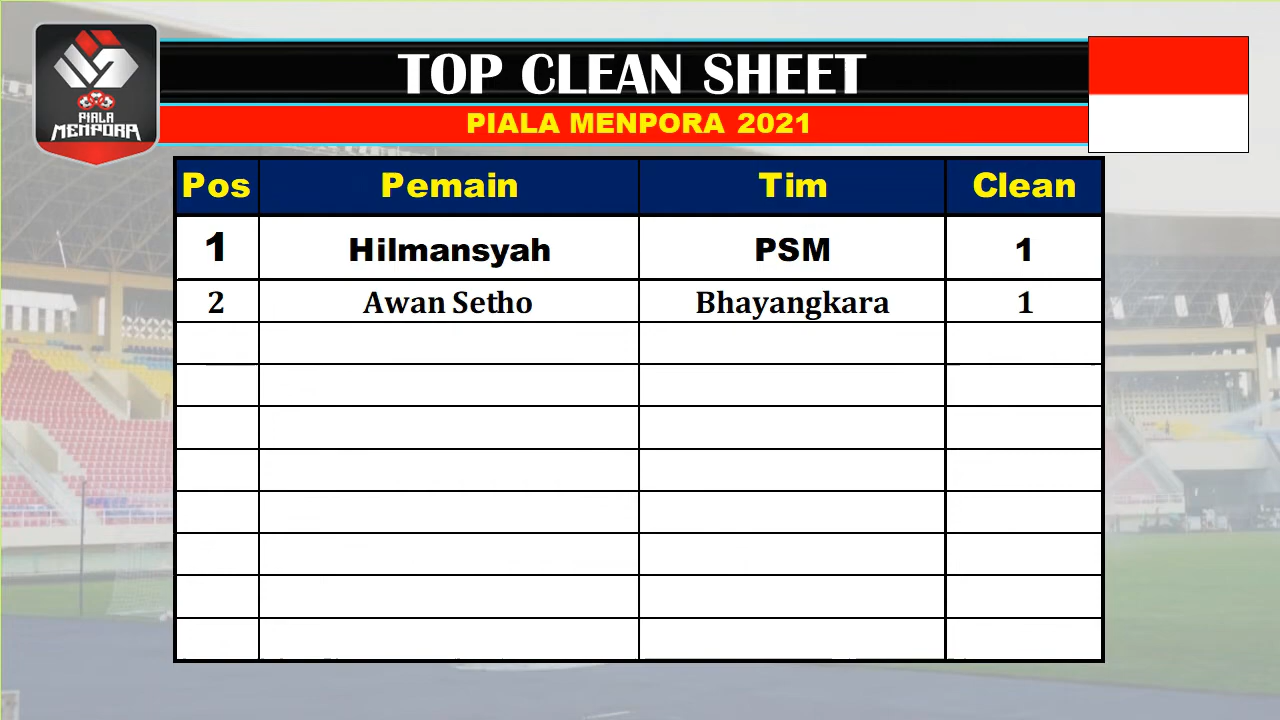 TOP CLEAN SHEET
PIALA MENPORA
PIALA MENPORA 2021
Pos Pemain Tim Clean
1 Hilmansyah PSM 1
2 Awan Setho Bhayangkara 1